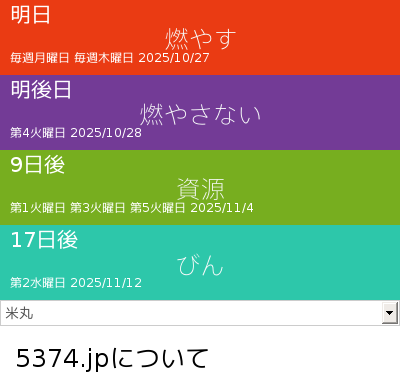 明日
燃やす
毎週月曜日 毎週木曜日 2025/10/27
明後日
燃やさない
第4火曜日 2025/10/28
9日後
資源
第1火曜日 第3火曜日 第5火曜日 2025/11/4
17日後
びん
第2水曜日 2025/11/12
米丸
5374.jpについて